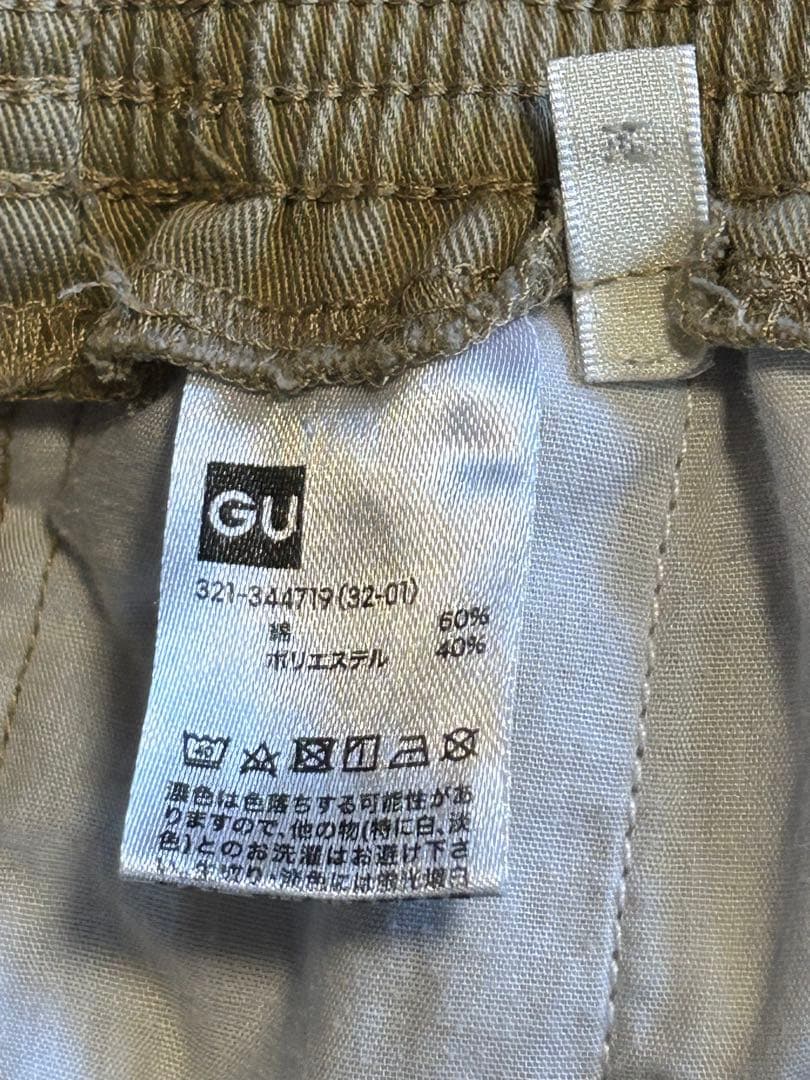 GU
321-344719(32-01)
綿 60%
ポリエステル 40%
40
濃色は色落ちする可能性があ
りますので、他の物(特に白、淡
色)とのお洗濯はお避け下さ